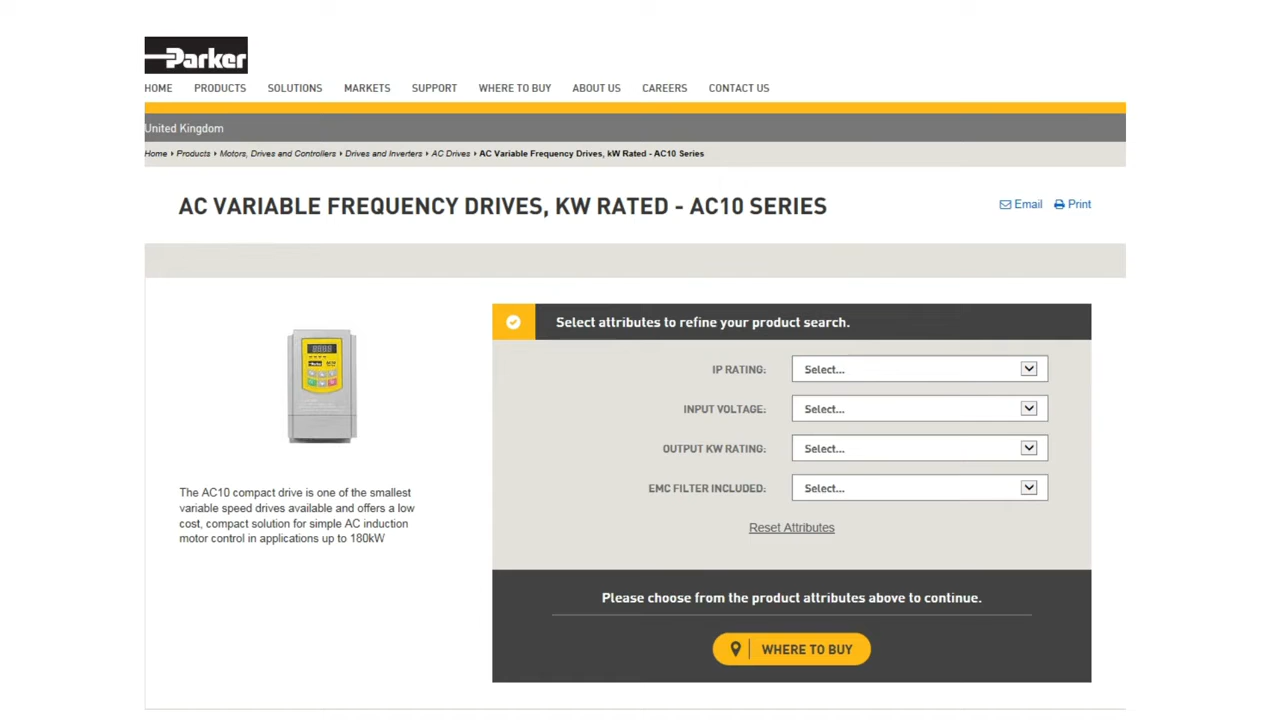 Parker
HOME PRODUCTS SOLUTIONS MARKETS SUPPORT WHERE TO BUY ABOUT US CAREERS CONTACT US
United Kingdom
Home ▸ Products ▸ Motors, Drives and Controllers ▸ Drives and Inverters ▸ AC Drives ▸ AC Variable Frequency Drives, kW Rated - AC10 Series
AC VARIABLE FREQUENCY DRIVES, KW RATED - AC10 SERIES
Email Print
Select attributes to refine your product search.
IP RATING: Select...
INPUT VOLTAGE: Select...
OUTPUT KW RATING: Select...
EMC FILTER INCLUDED: Select...
Reset Attributes
Parker
The AC10 compact drive is one of the smallest
variable speed drives available and offers a low
cost, compact solution for simple AC induction
motor control in applications up to 180kW
Please choose from the product attributes above to continue.
WHERE TO BUY